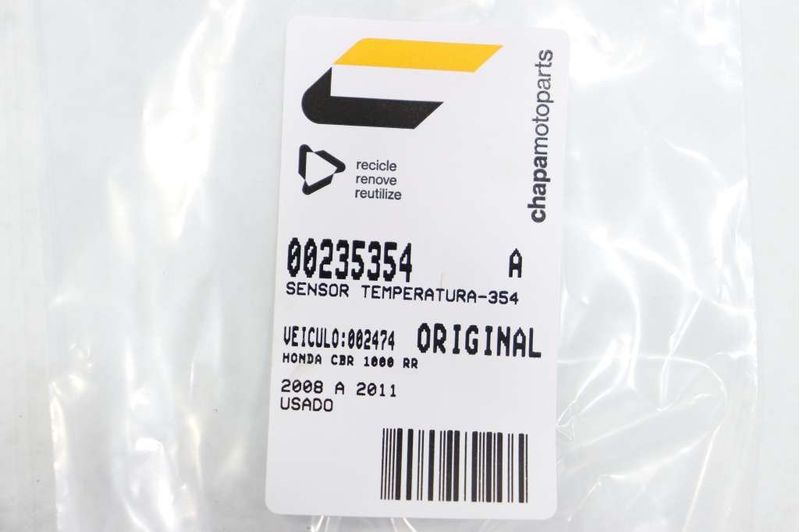 chapamotoparts
recicle
renove
reutilize
00235354 A
SENSOR TEMPERATURA-354
VEICULO:002474 ORIGINAL
HONDA CBR 1000 RR
2008 A 2011
USADO